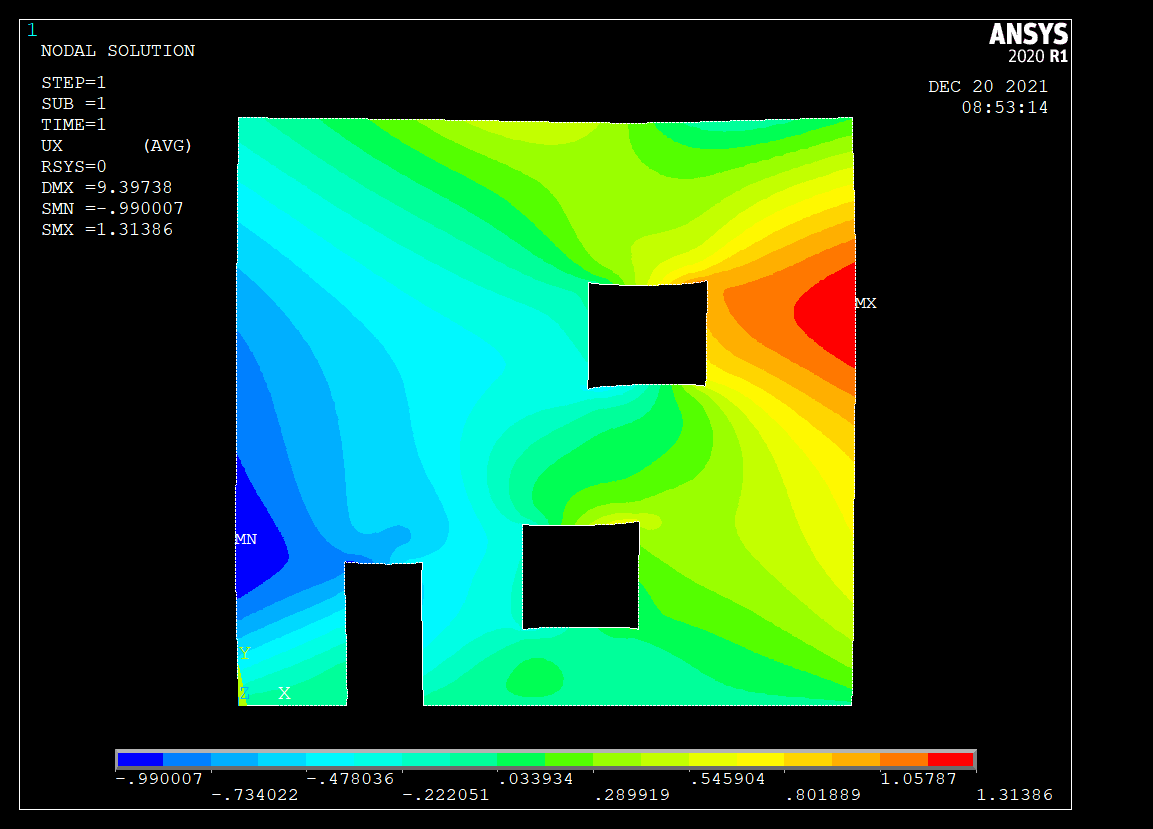 1
ANSYS
2020 R1
NODAL SOLUTION
STEP=1
SUB =1
TIME=1
UX (AVG)
RSYS=0
DMX =9.39738
SMN =-.990007
SMX =1.31386
DEC 20 2021
08:53:14
MX
MN
Y
Z X
-.990007 -.478036 .033934 .545904 1.05787
-.734022 -.222051 .289919 .801889 1.31386